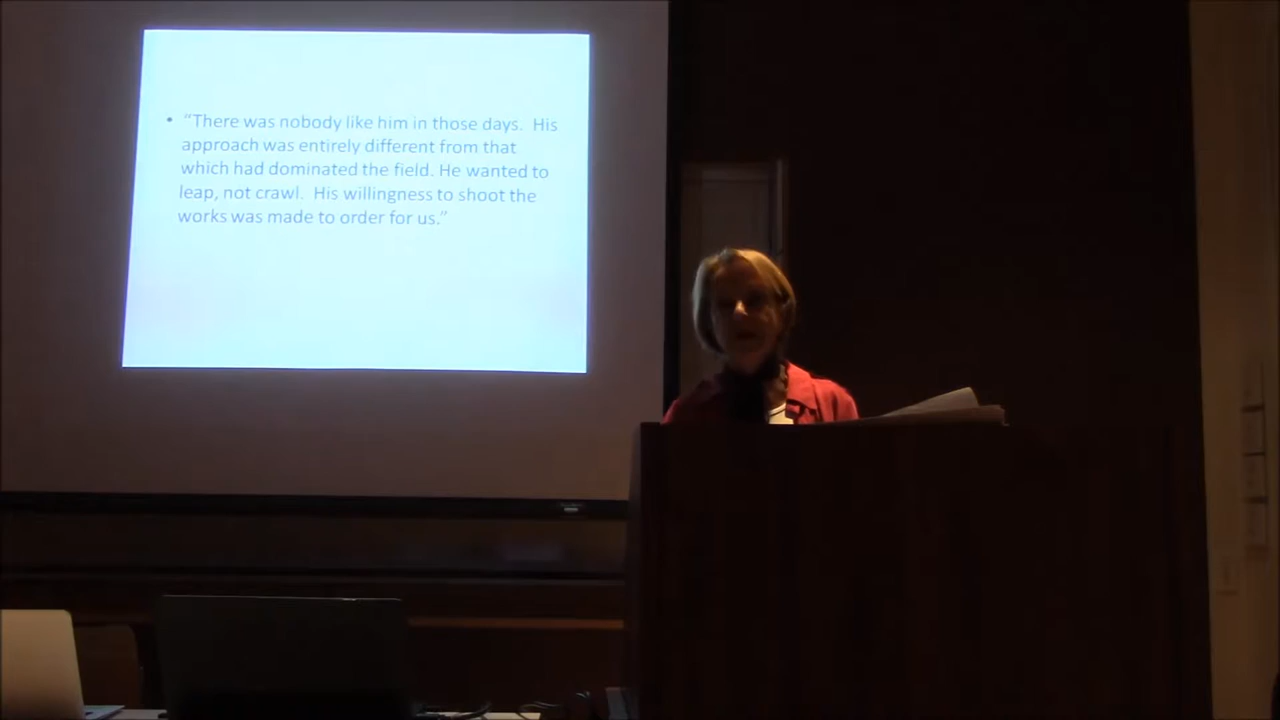 • “There was nobody like him in those days.  His
approach was entirely different from that
which had dominated the field. He wanted to
leap, not crawl.  His willingness to shoot the
works was made to order for us.”